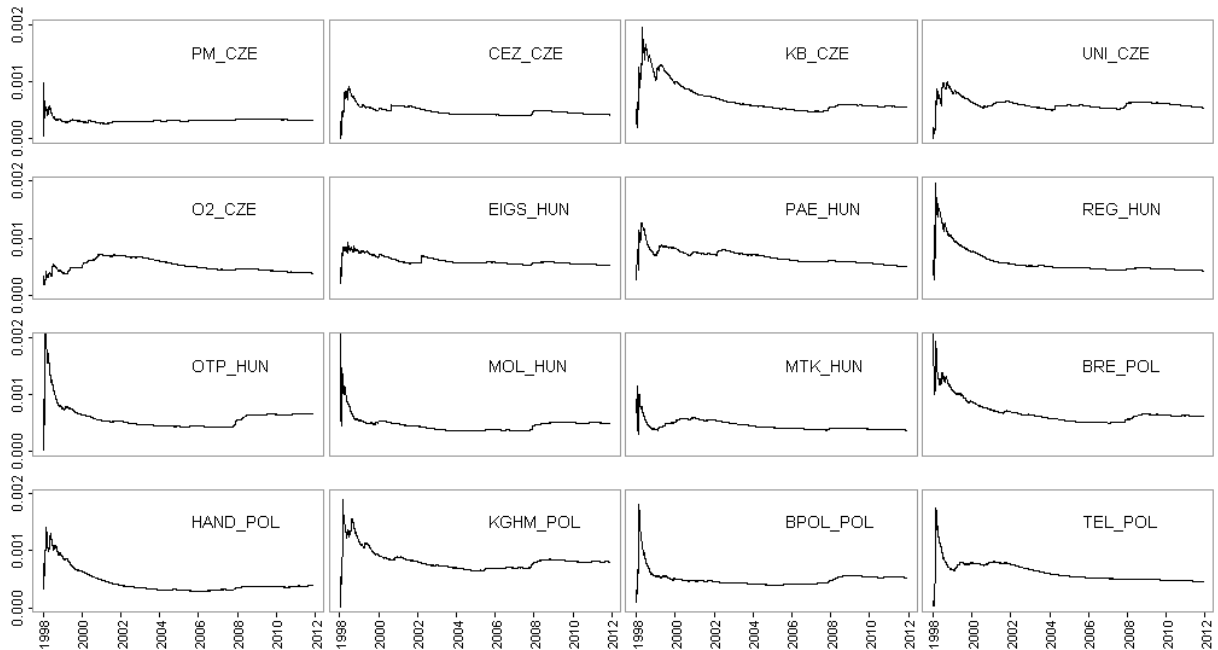 0.002
0.001
0.000
PM_CZE
CEZ_CZE
KB_CZE
UNI_CZE
0.002
0.001
0.000
O2_CZE
EIGS_HUN
PAE_HUN
REG_HUN
0.002
0.001
0.000
OTP_HUN
MOL_HUN
MTK_HUN
BRE_POL
0.002
0.001
0.000
HAND_POL
KGHM_POL
BPOL_POL
TEL_POL
1998 2000 2002 2004 2006 2008 2010 2012
1998 2000 2002 2004 2006 2008 2010 2012
1998 2000 2002 2004 2006 2008 2010 2012
1998 2000 2002 2004 2006 2008 2010 2012